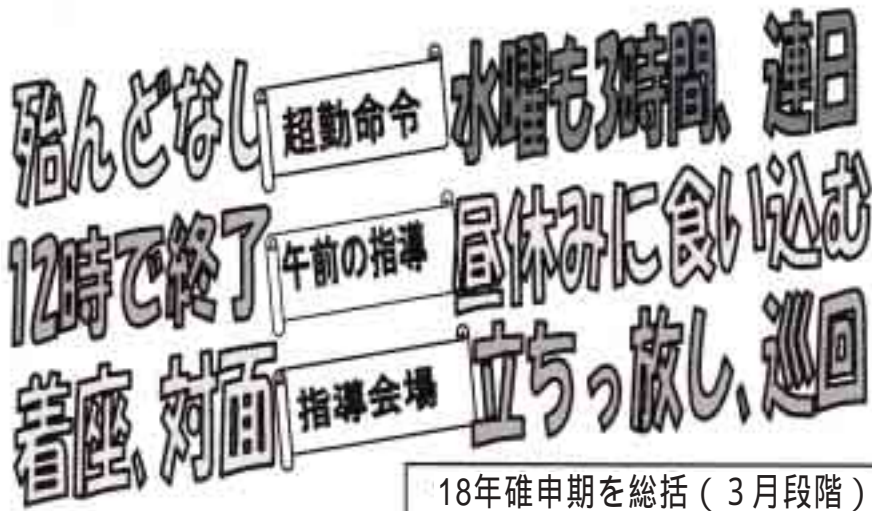 殆んどなし 超勤命令 水曜も3時間、連日
12時で終了 午前の指導 昼休みに食い込む
着座、対面 指導会場 立ちっ放し、巡回
18年確申期を総括(3月段階)